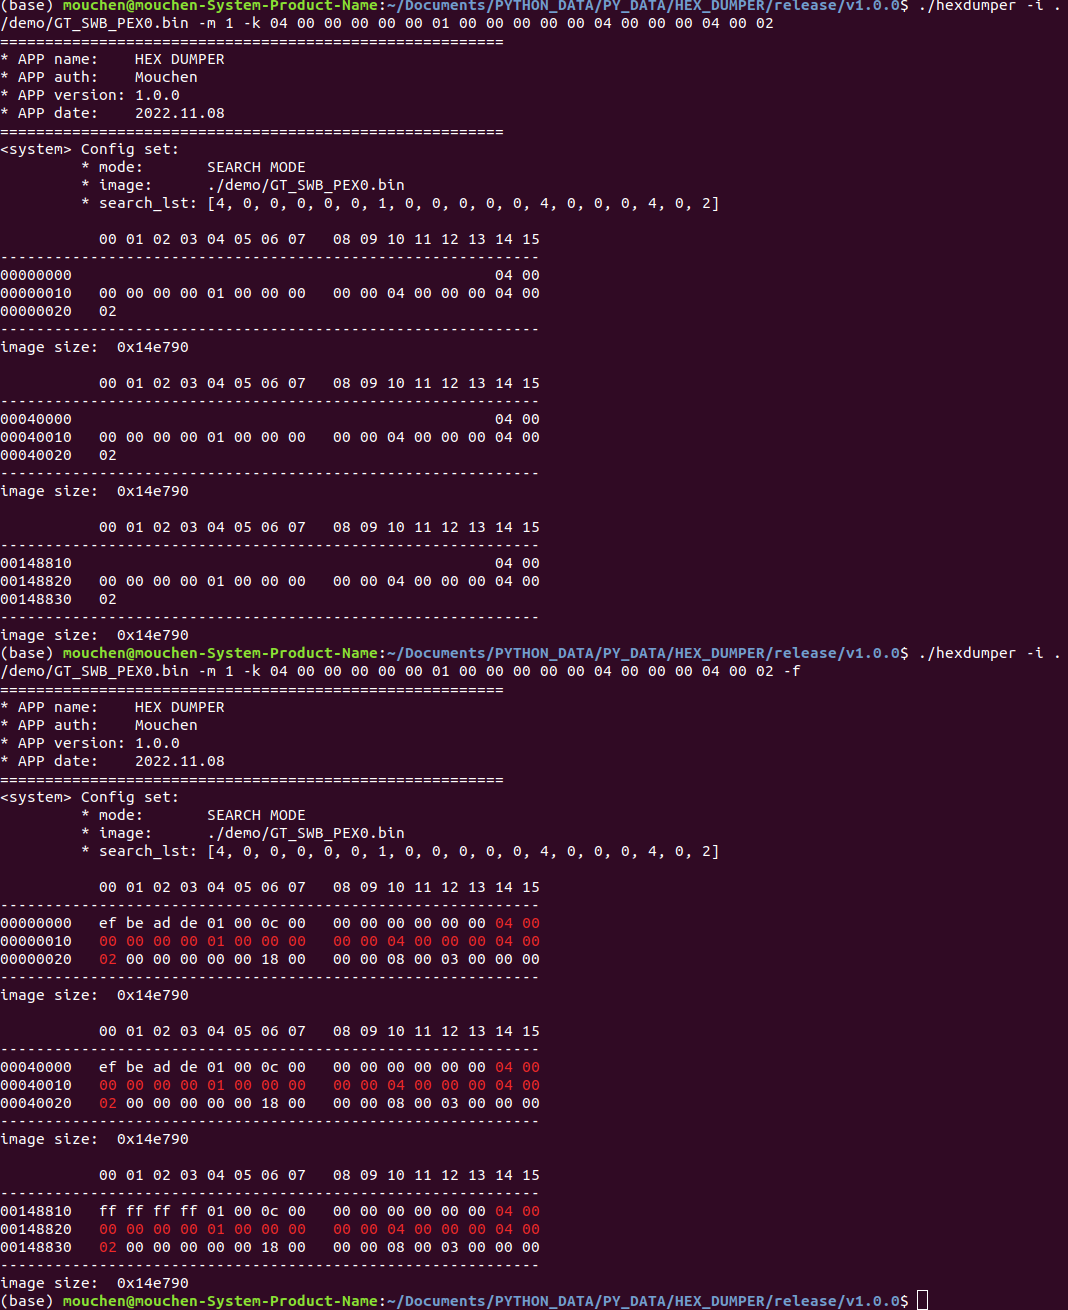 (base) mouchen@mouchen-System-Product-Name:~/Documents/PYTHON_DATA/PY_DATA/HEX_DUMPER/release/v1.0.0$ ./hexdumper -i .
/demo/GT_SWB_PEX0.bin -m 1 -k 04 00 00 00 00 00 01 00 00 00 00 00 04 00 00 00 04 00 02
========================================================
* APP name:    HEX DUMPER
* APP auth:    Mouchen
* APP version: 1.0.0
* APP date:    2022.11.08
========================================================
<system> Config set:
         * mode:       SEARCH MODE
         * image:      ./demo/GT_SWB_PEX0.bin
         * search_lst: [4, 0, 0, 0, 0, 0, 1, 0, 0, 0, 0, 0, 4, 0, 0, 0, 4, 0, 2]
           00 01 02 03 04 05 06 07   08 09 10 11 12 13 14 15
------------------------------------------------------------
00000000                                               04 00
00000010   00 00 00 00 01 00 00 00   00 00 04 00 00 00 04 00
00000020   02
------------------------------------------------------------
image size:  0x14e790
           00 01 02 03 04 05 06 07   08 09 10 11 12 13 14 15
------------------------------------------------------------
00040000                                               04 00
00040010   00 00 00 00 01 00 00 00   00 00 04 00 00 00 04 00
00040020   02
------------------------------------------------------------
image size:  0x14e790
           00 01 02 03 04 05 06 07   08 09 10 11 12 13 14 15
------------------------------------------------------------
00148810                                               04 00
00148820   00 00 00 00 01 00 00 00   00 00 04 00 00 00 04 00
00148830   02
------------------------------------------------------------
image size:  0x14e790
(base) mouchen@mouchen-System-Product-Name:~/Documents/PYTHON_DATA/PY_DATA/HEX_DUMPER/release/v1.0.0$ ./hexdumper -i .
/demo/GT_SWB_PEX0.bin -m 1 -k 04 00 00 00 00 00 01 00 00 00 00 00 04 00 00 00 04 00 02 -f
========================================================
* APP name:    HEX DUMPER
* APP auth:    Mouchen
* APP version: 1.0.0
* APP date:    2022.11.08
========================================================
<system> Config set:
         * mode:       SEARCH MODE
         * image:      ./demo/GT_SWB_PEX0.bin
         * search_lst: [4, 0, 0, 0, 0, 0, 1, 0, 0, 0, 0, 0, 4, 0, 0, 0, 4, 0, 2]
           00 01 02 03 04 05 06 07   08 09 10 11 12 13 14 15
------------------------------------------------------------
00000000   ef be ad de 01 00 0c 00   00 00 00 00 00 00 04 00
00000010   00 00 00 00 01 00 00 00   00 00 04 00 00 00 04 00
00000020   02 00 00 00 00 00 18 00   00 00 08 00 03 00 00 00
------------------------------------------------------------
image size:  0x14e790
           00 01 02 03 04 05 06 07   08 09 10 11 12 13 14 15
------------------------------------------------------------
00040000   ef be ad de 01 00 0c 00   00 00 00 00 00 00 04 00
00040010   00 00 00 00 01 00 00 00   00 00 04 00 00 00 04 00
00040020   02 00 00 00 00 00 18 00   00 00 08 00 03 00 00 00
------------------------------------------------------------
image size:  0x14e790
           00 01 02 03 04 05 06 07   08 09 10 11 12 13 14 15
------------------------------------------------------------
00148810   ff ff ff ff 01 00 0c 00   00 00 00 00 00 00 04 00
00148820   00 00 00 00 01 00 00 00   00 00 04 00 00 00 04 00
00148830   02 00 00 00 00 00 18 00   00 00 08 00 03 00 00 00
------------------------------------------------------------
image size:  0x14e790
(base) mouchen@mouchen-System-Product-Name:~/Documents/PYTHON_DATA/PY_DATA/HEX_DUMPER/release/v1.0.0$